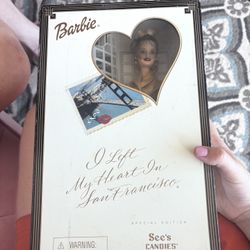 Barbie
I Left
My Heart In
San Francisco
SPECIAL EDITION
See's
CANDIES
WARNING: